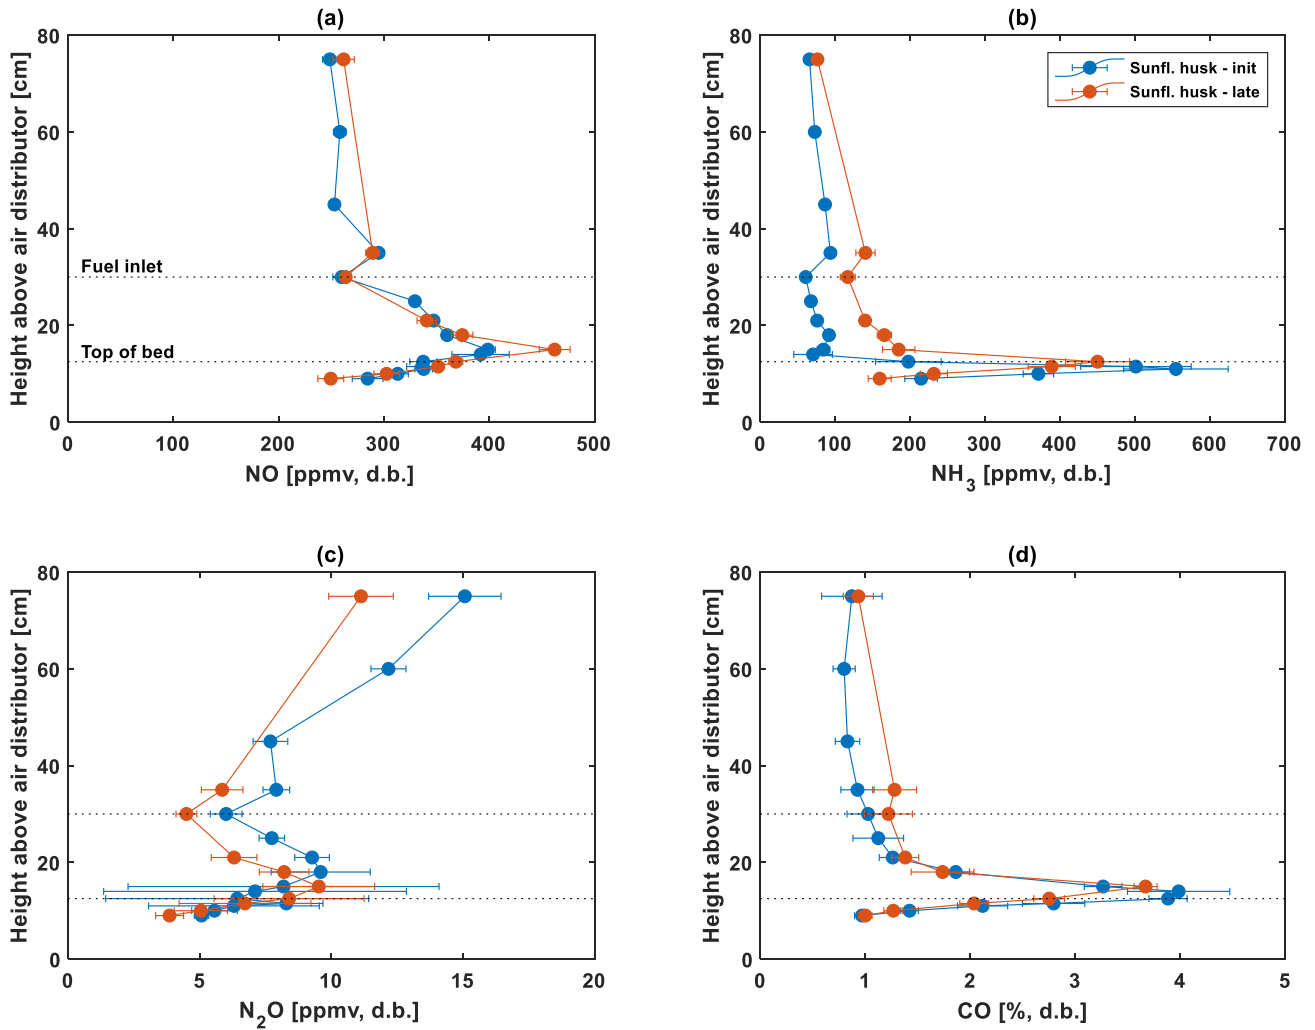 (a)
80
60
40
20
0
Height above air distributor [cm]
Fuel inlet
Top of bed
0 100 200 300 400 500
NO [ppmv, d.b.]
(b)
80
60
40
20
0
Height above air distributor [cm]
Sunfl. husk - init
Sunfl. husk - late
0 100 200 300 400 500 600 700
NH3 [ppmv, d.b.]
(c)
80
60
40
20
0
Height above air distributor [cm]
0 5 10 15 20
N2O [ppmv, d.b.]
(d)
80
60
40
20
0
Height above air distributor [cm]
0 1 2 3 4 5
CO [%, d.b.]